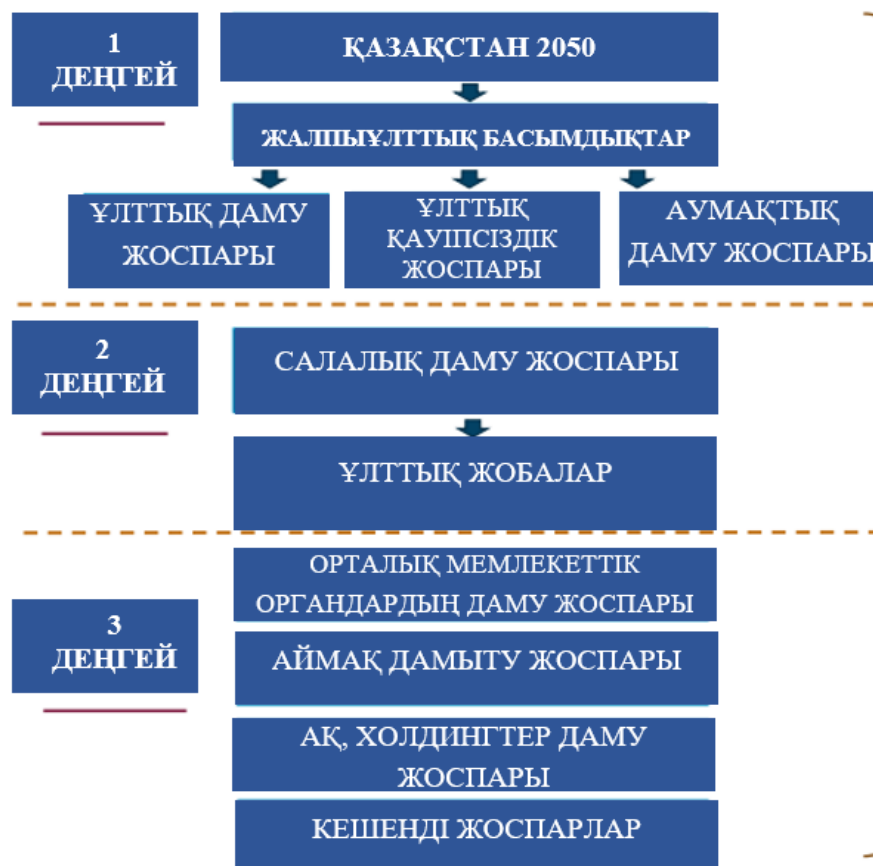 1
ДЕҢГЕЙ
ҚАЗАҚСТАН 2050
ЖАЛПЫҰЛТТЫҚ БАСЫМДЫҚТАР
ҰЛТТЫҚ ДАМУ
ЖОСПАРЫ
ҰЛТТЫҚ
ҚАУІПСІЗДІК
ЖОСПАРЫ
АУМАҚТЫҚ
ДАМУ ЖОСПАРЫ
2
ДЕҢГЕЙ
САЛАЛЫҚ ДАМУ ЖОСПАРЫ
ҰЛТТЫҚ ЖОБАЛАР
3
ДЕҢГЕЙ
ОРТАЛЫҚ МЕМЛЕКЕТТІК
ОРГАНДАРДЫҢ ДАМУ ЖОСПАРЫ
АЙМАҚ ДАМЫТУ ЖОСПАРЫ
АҚ, ХОЛДИНГТЕР ДАМУ
ЖОСПАРЫ
КЕШЕНДІ ЖОСПАРЛАР